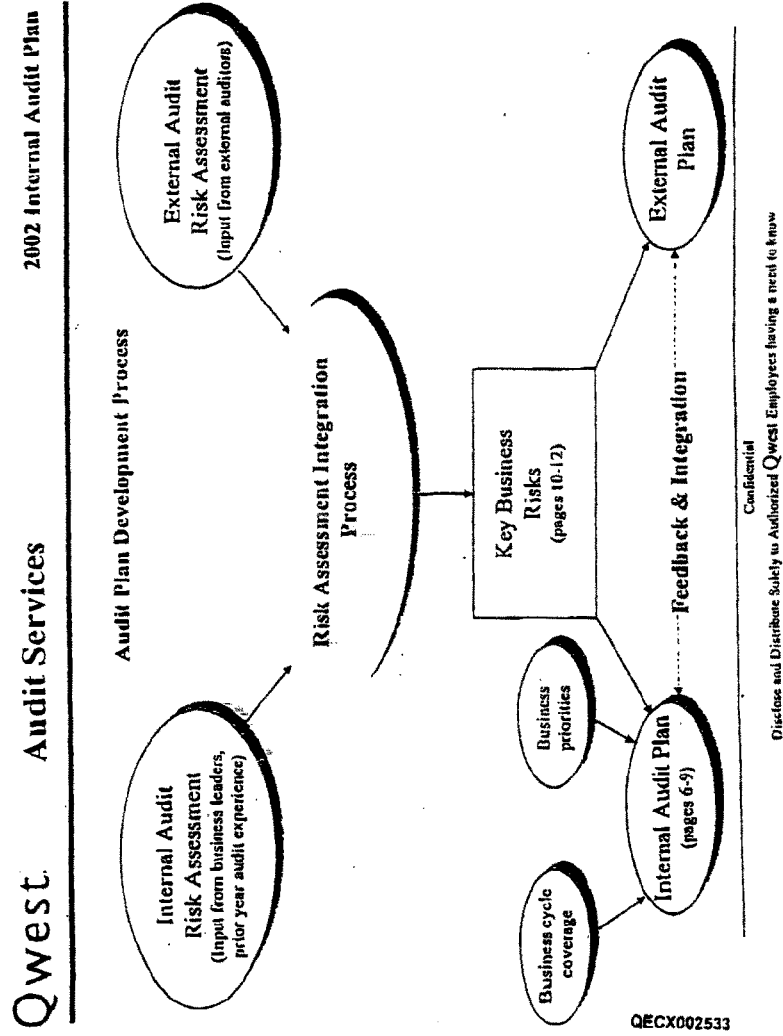 Qwest. Audit Services 2002 Internal Audit Plan
Audit Plan Development Process
Internal Audit
Risk Assessment
(Input from business leaders,
prior year audit experience)
External Audit
Risk Assessment
(Input from external auditors)
Risk Assessment Integration
Process
Key Business
Risks
(pages 10-12)
Business cycle
coverage
Business
priorities
Internal Audit Plan
(pages 6-9)
Feedback & Integration
External Audit
Plan
Confidential
Disclose and Distribute Solely to Authorized Qwest Employees having a need to know
QECX002533